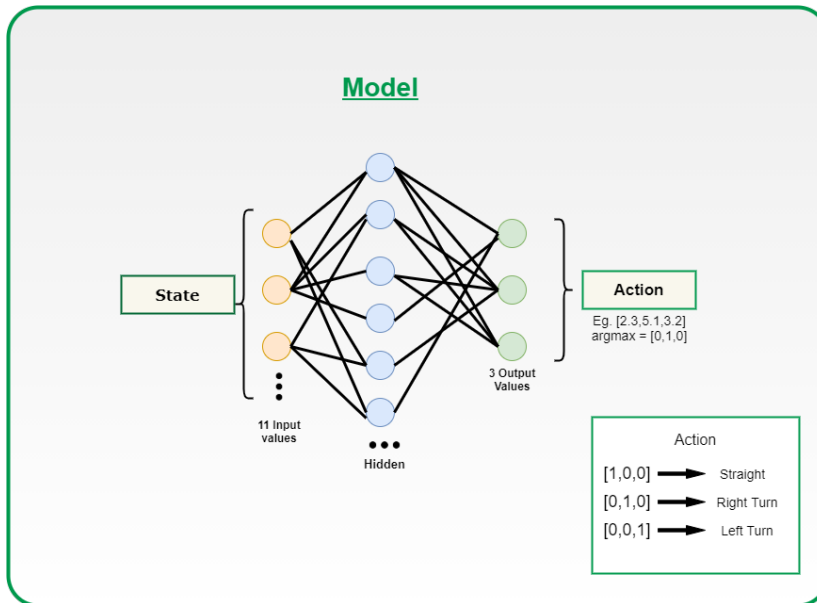 Model
State
11 Input
values
Hidden
3 Output
Values
Action
Eg. [2.3,5.1,3.2]
argmax = [0,1,0]
Action
[1,0,0] Straight
[0,1,0] Right Turn
[0,0,1] Left Turn